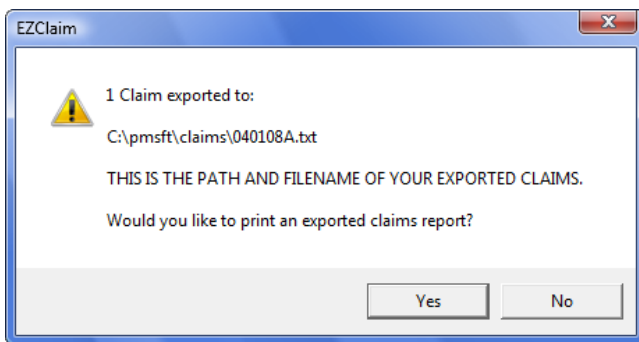 EZClaim
1 Claim exported to:
C:\pmsft\claims\040108A.txt
THIS IS THE PATH AND FILENAME OF YOUR EXPORTED CLAIMS.
Would you like to print an exported claims report?
Yes
No